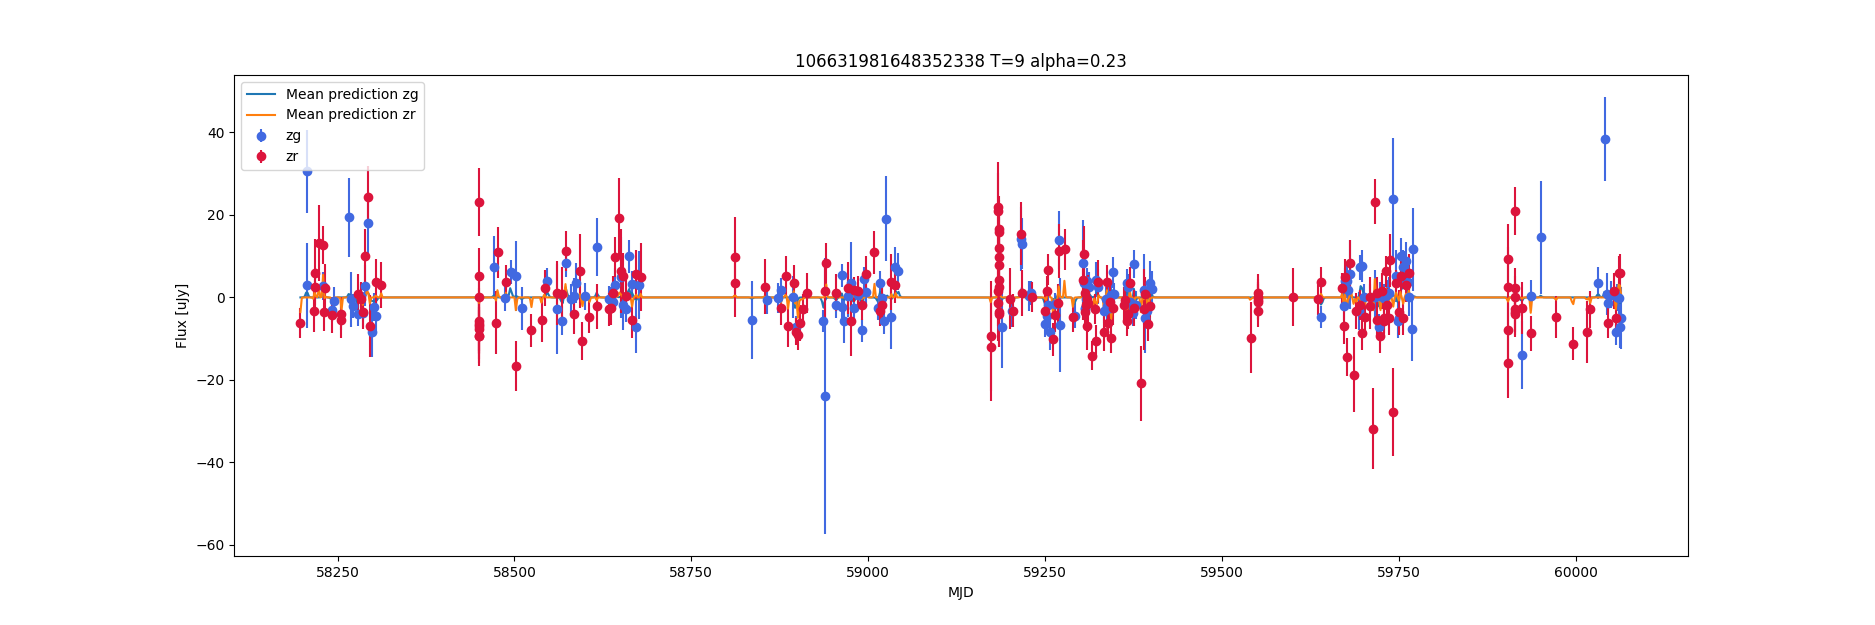 106631981648352338 T=9 alpha=0.23
Mean prediction zg
Mean prediction zr
zg
zr
Flux [uJy]
40
20
0
−20
−40
−60
58250 58500 58750 59000 59250 59500 59750 60000
MJD